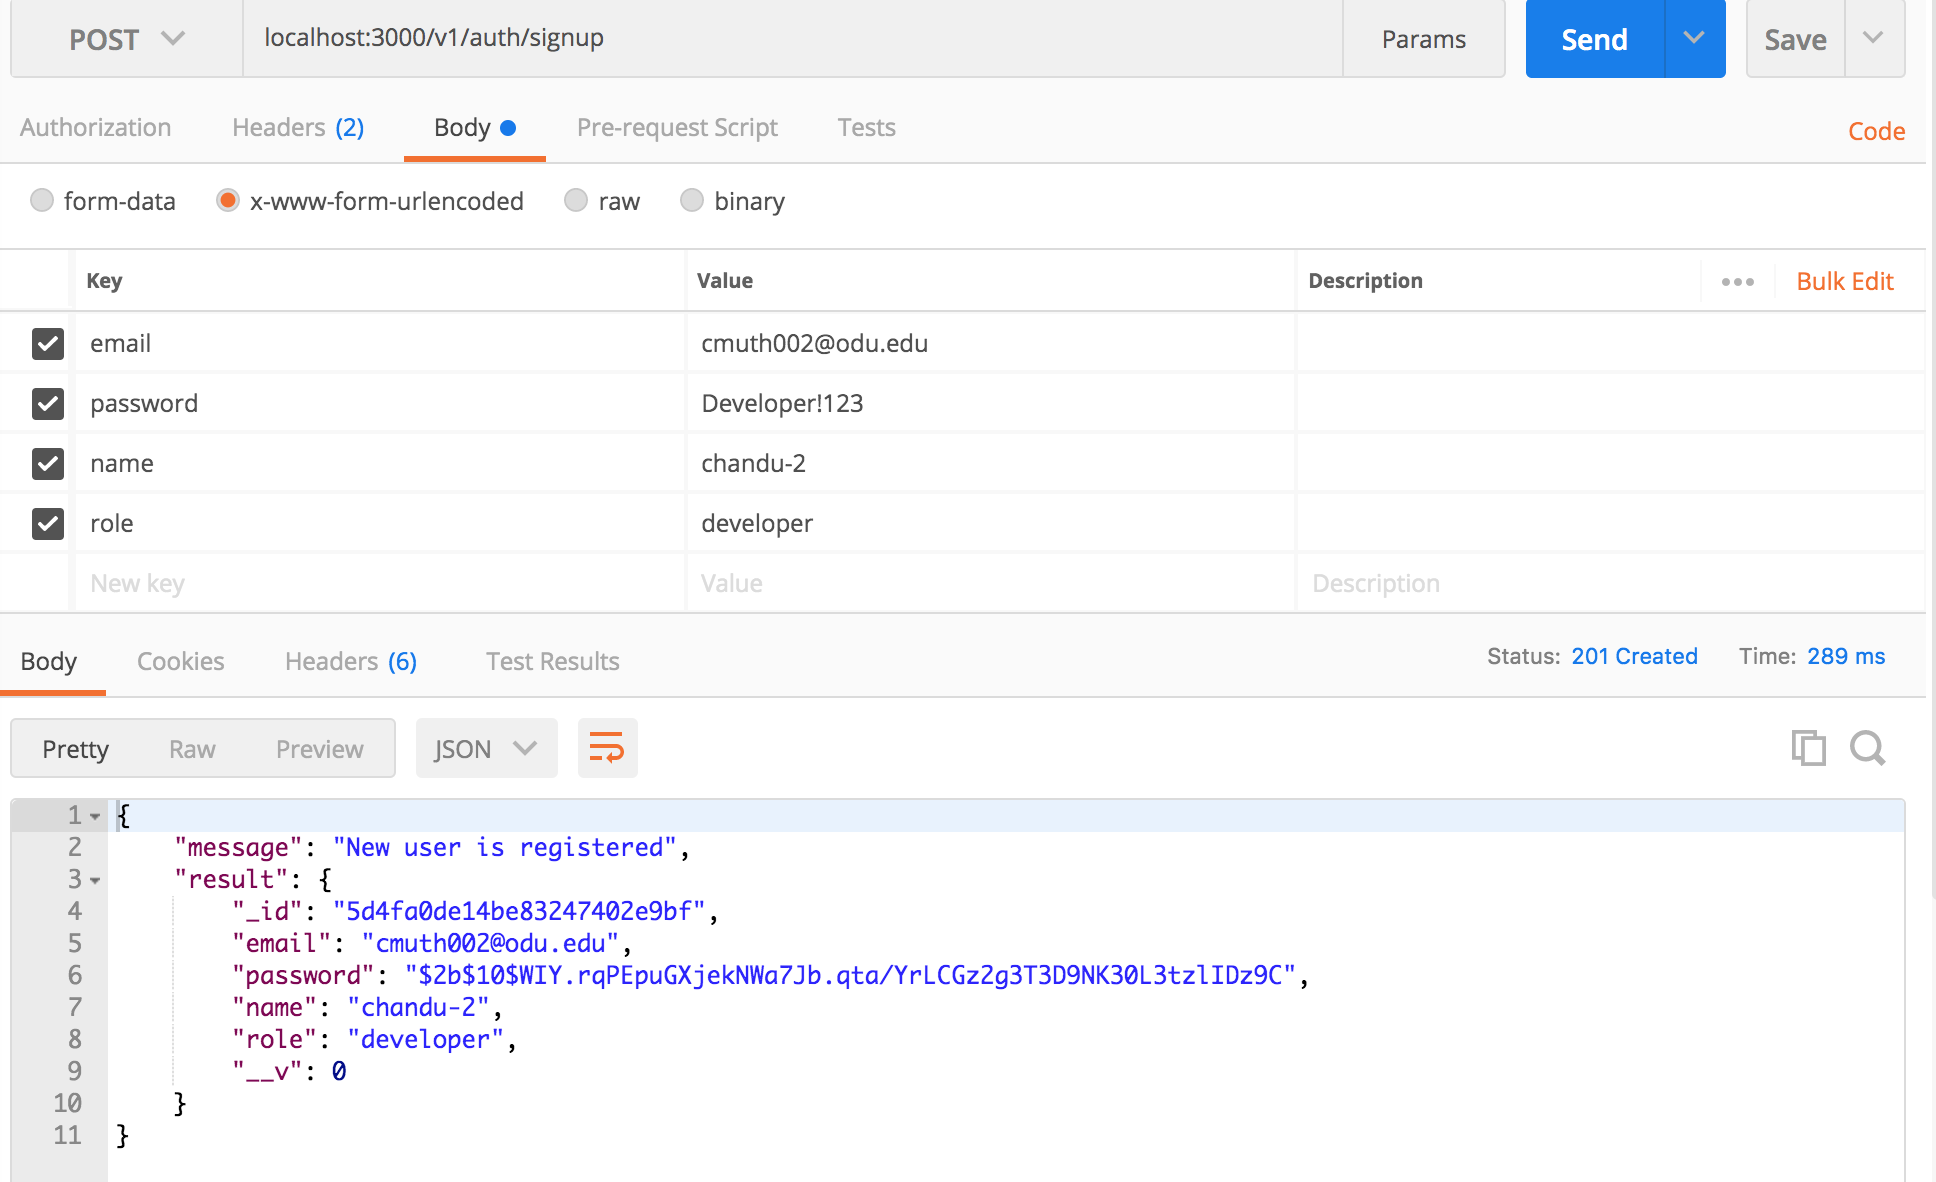 POST localhost:3000/v1/auth/signup Params Send Save
Authorization Headers (2) Body Pre-request Script Tests Code
form-data x-www-form-urlencoded raw binary
Key Value Description Bulk Edit
email cmuth002@odu.edu
password Developer!123
name chandu-2
role developer
New key Value Description
Body Cookies Headers (6) Test Results Status: 201 Created Time: 289 ms
Pretty Raw Preview JSON
1 {
2 "message": "New user is registered",
3 "result": {
4 "_id": "5d4fa0de14be83247402e9bf",
5 "email": "cmuth002@odu.edu",
6 "password": "$2b$10$WIY.rqPEpuGXjekNWa7Jb.qta/YrLCGz2g3T3D9NK30L3tzlIDz9C",
7 "name": "chandu-2",
8 "role": "developer",
9 "__v": 0
10 }
11 }